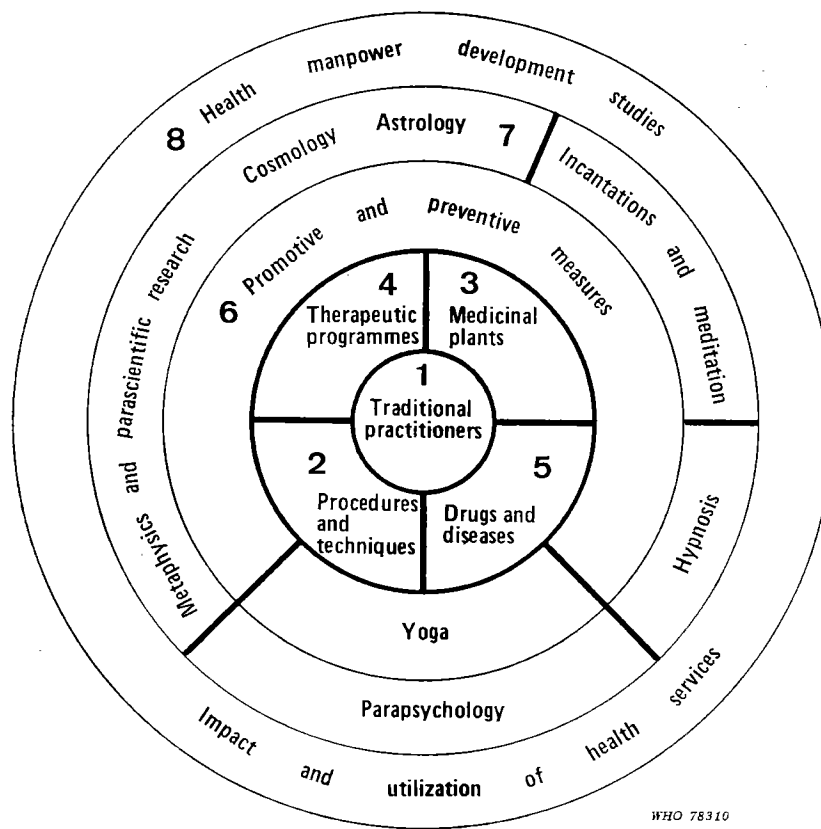 8 Health manpower development studies
Cosmology Astrology 7
Incantations and meditation
Metaphysics and parascientific research
6 Promotive and preventive measures
4
Therapeutic
programmes
3
Medicinal
plants
1
Traditional
practitioners
2
Procedures
and
techniques
5
Drugs and
diseases
Hypnosis
Yoga
Parapsychology
Impact and utilization of health services
WHO 78310